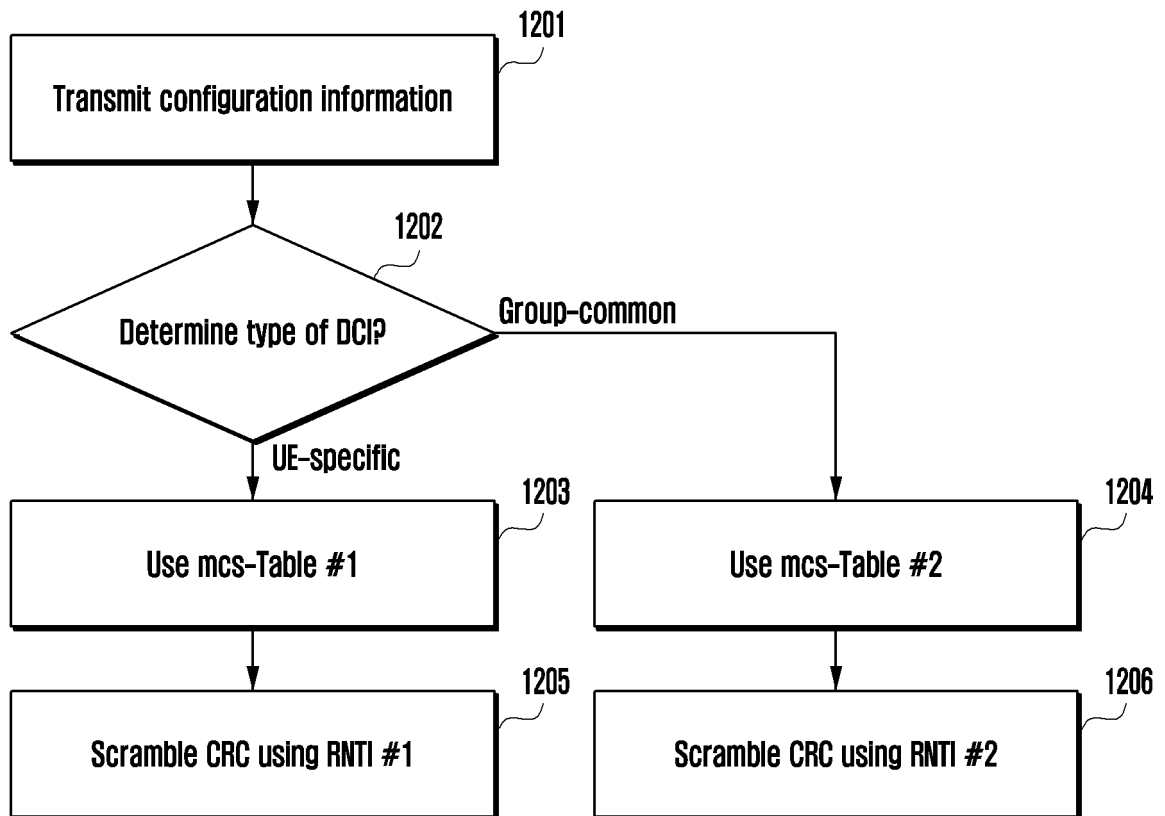 1201
Transmit configuration information
1202
Determine type of DCI?
Group-common
UE-specific
1203
Use mcs-Table #1
1204
Use mcs-Table #2
1205
Scramble CRC using RNTI #1
1206
Scramble CRC using RNTI #2